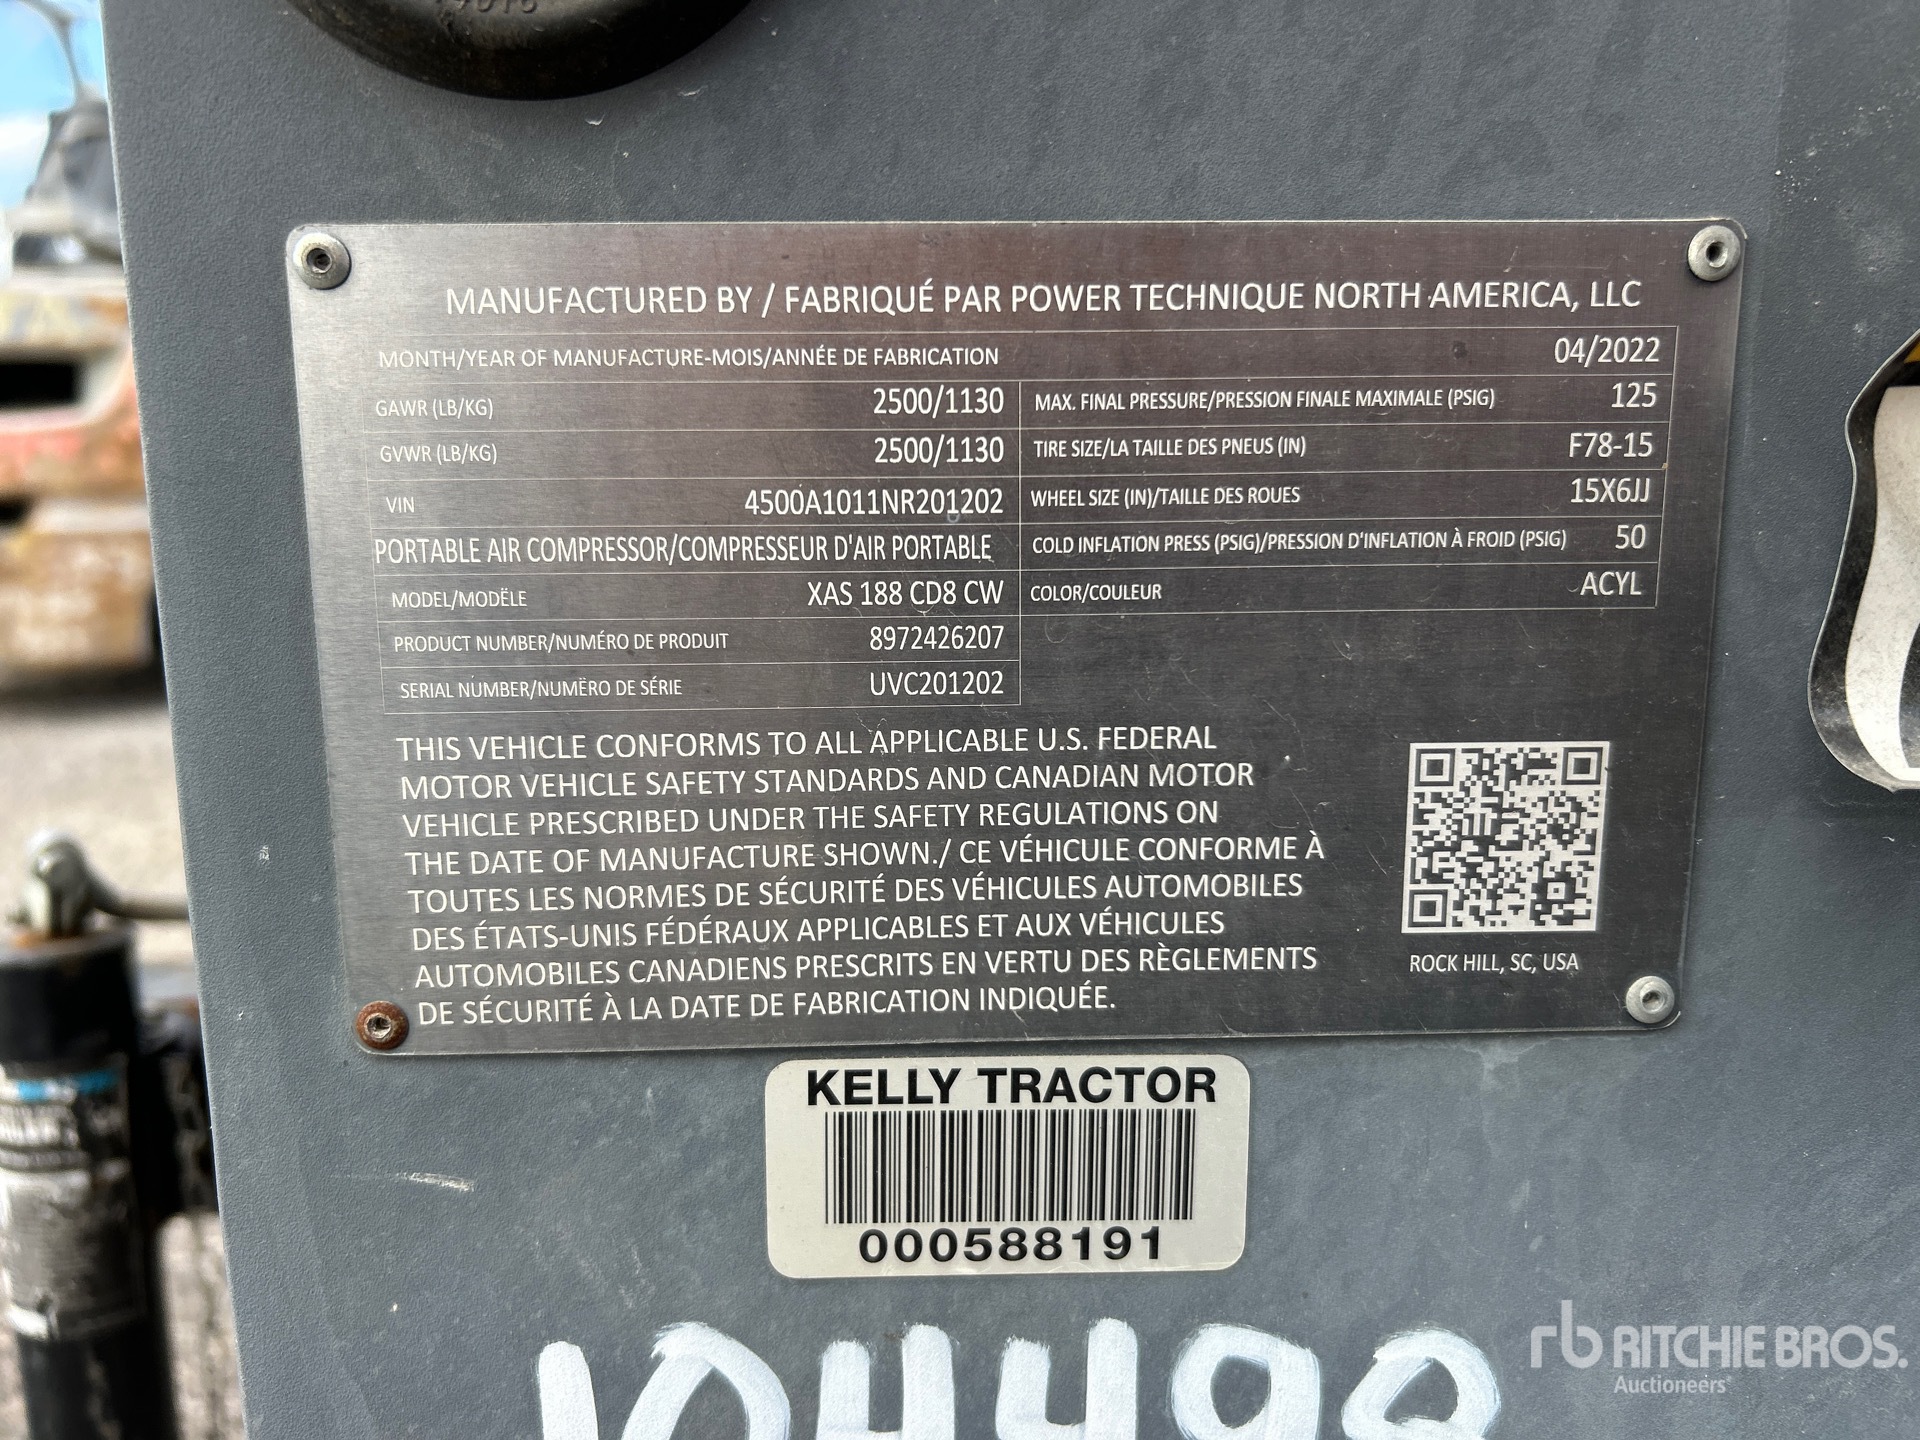 MANUFACTURED BY / FABRIQUÉ PAR POWER TECHNIQUE NORTH AMERICA, LLC
MONTH/YEAR OF MANUFACTURE-MOIS/ANNÉE DE FABRICATION 04/2022
GAWR (LB/KG) 2500/1130 MAX. FINAL PRESSURE/PRESSION FINALE MAXIMALE (PSIG) 125
GVWR (LB/KG) 2500/1130 TIRE SIZE/LA TAILLE DES PNEUS (IN) F78-15
VIN 4500A1011NR201202 WHEEL SIZE (IN)/TAILLE DES ROUES 15X6JJ
PORTABLE AIR COMPRESSOR/COMPRESSEUR D'AIR PORTABLE COLD INFLATION PRESS (PSIG)/PRESSION D'INFLATION À FROID (PSIG) 50
MODEL/MODËLE XAS 188 CD8 CW COLOR/COULEUR ACYL
PRODUCT NUMBER/NUMÉRO DE PRODUIT 8972426207
SERIAL NUMBER/NUMËRO DE SÉRIE UVC201202
THIS VEHICLE CONFORMS TO ALL APPLICABLE U.S. FEDERAL
MOTOR VEHICLE SAFETY STANDARDS AND CANADIAN MOTOR
VEHICLE PRESCRIBED UNDER THE SAFETY REGULATIONS ON
THE DATE OF MANUFACTURE SHOWN./ CE VÉHICULE CONFORME À
TOUTES LES NORMES DE SÉCURITÉ DES VÉHICULES AUTOMOBILES
DES ÉTATS-UNIS FÉDÉRAUX APPLICABLES ET AUX VÉHICULES
AUTOMOBILES CANADIENS PRESCRITS EN VERTU DES RÈGLEMENTS
DE SÉCURITÉ À LA DATE DE FABRICATION INDIQUÉE.
ROCK HILL, SC, USA
KELLY TRACTOR
000588191
rb RITCHIE BROS.
Auctioneers